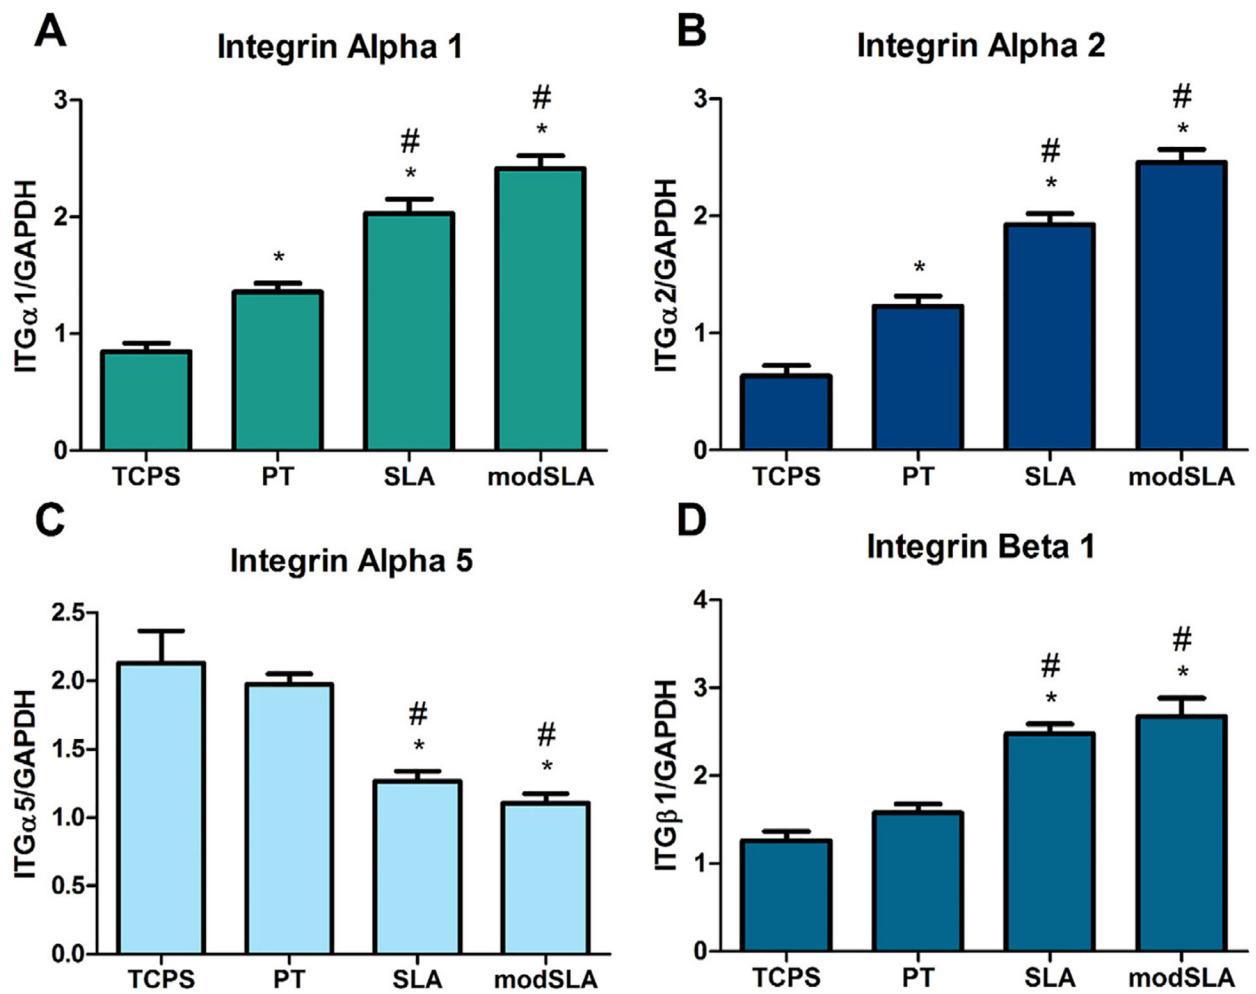 A
Integrin Alpha 1
ITGα1/GAPDH
3
2
1
0
#
*
#
*
*
TCPS PT SLA modSLA
B
Integrin Alpha 2
ITGα2/GAPDH
3
2
1
0
#
*
#
*
*
TCPS PT SLA modSLA
C
Integrin Alpha 5
ITGα5/GAPDH
2.5
2.0
1.5
1.0
0.5
0.0
#
*
#
*
TCPS PT SLA modSLA
D
Integrin Beta 1
ITGβ1/GAPDH
4
3
2
1
0
#
*
#
*
TCPS PT SLA modSLA